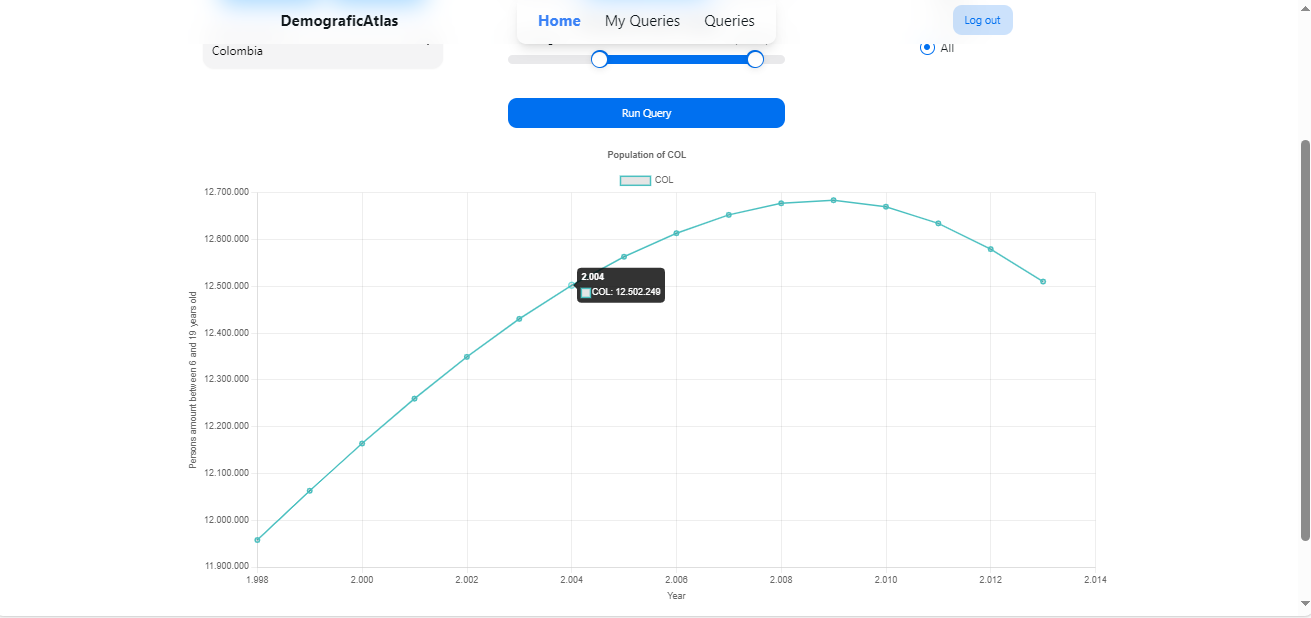 DemograficAtlas
Home
My Queries
Queries
Log out
Colombia
All
Run Query
Population of COL
COL
12.700.000
12.600.000
12.500.000
12.400.000
12.300.000
12.200.000
12.100.000
12.000.000
11.900.000
Persons amount between 6 and 19 years old
2.004
COL: 12.502.249
1.998
2.000
2.002
2.004
2.006
2.008
2.010
2.012
2.014
Year